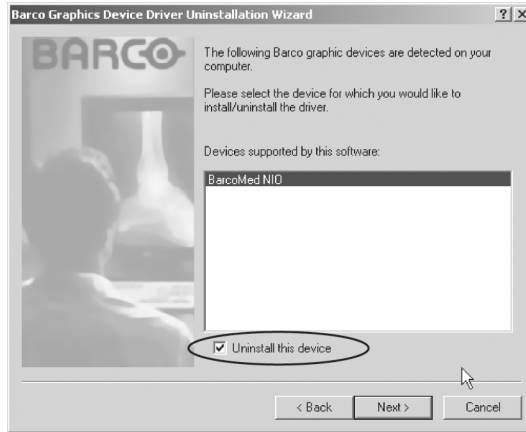 Barco Graphics Device Driver Uninstallation Wizard
? X
BARCO
The following Barco graphic devices are detected on your
computer.
Please select the device for which you would like to
install/uninstall the driver.
Devices supported by this software:
BarcoMed NIO
Uninstall this device
< Back Next > Cancel